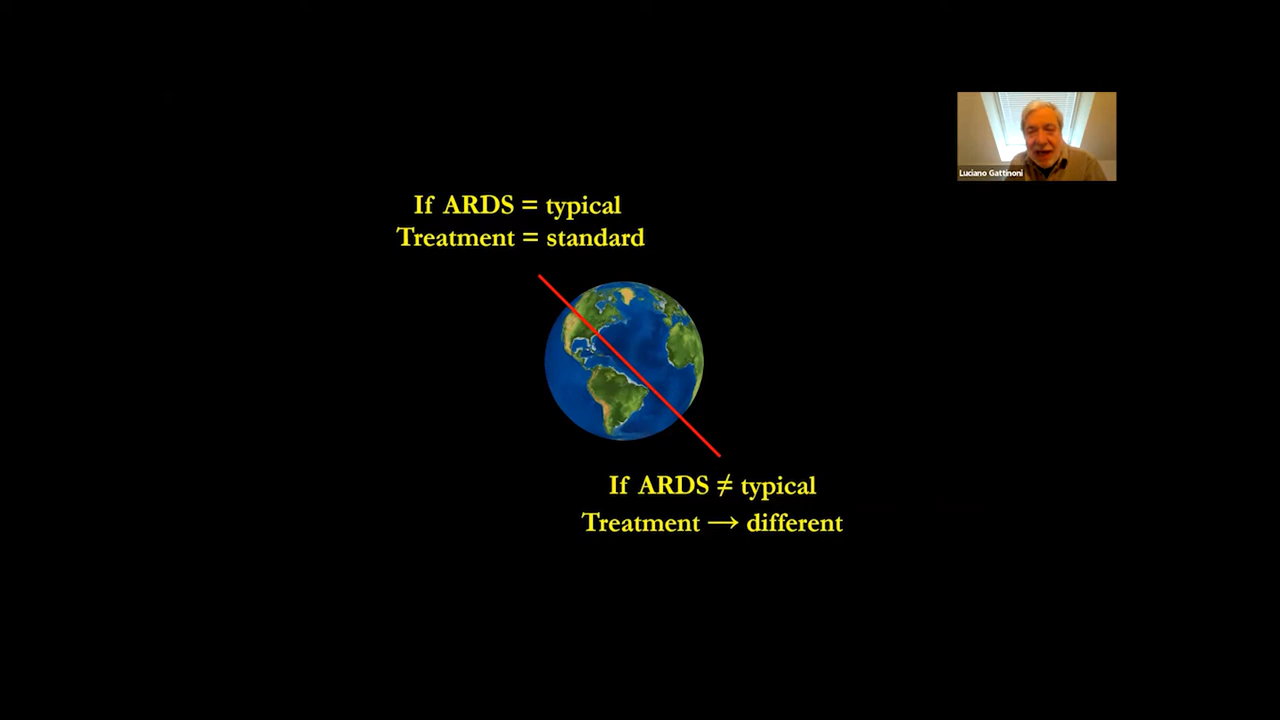 Luciano Gattinoni
If ARDS = typical
Treatment = standard
If ARDS ≠ typical
Treatment → different